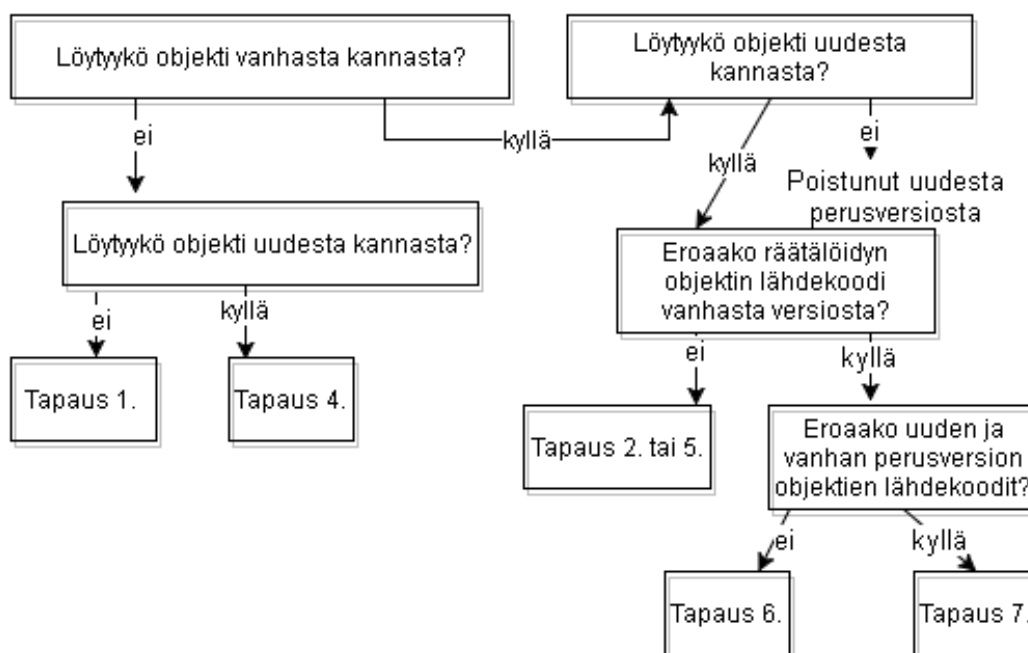 Löytyykö objekti vanhasta kannasta?
Löytyykö objekti uudesta
kannasta?
ei
kyllä
kyllä
ei
Poistunut uudesta
perusversiosta
Löytyykö objekti uudesta kannasta?
Eroaako räätälöidyn
objektin lähdekoodi
vanhasta versiosta?
ei
kyllä
ei
kyllä
Tapaus 1.
Tapaus 4.
Tapaus 2. tai 5.
Eroaako uuden ja
vanhan perusversion
objektien lähdekoodit?
ei
kyllä
Tapaus 6.
Tapaus 7.